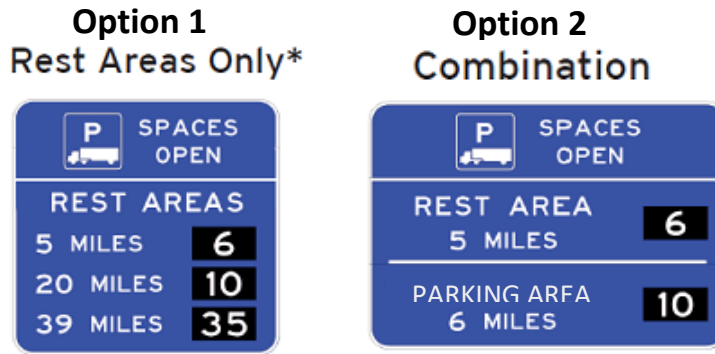 Option 1
Rest Areas Only*
P SPACES
OPEN
REST AREAS
5 MILES 6
20 MILES 10
39 MILES 35
Option 2
Combination
P SPACES
OPEN
REST AREA
5 MILES
6
PARKING AREA
6 MILES
10